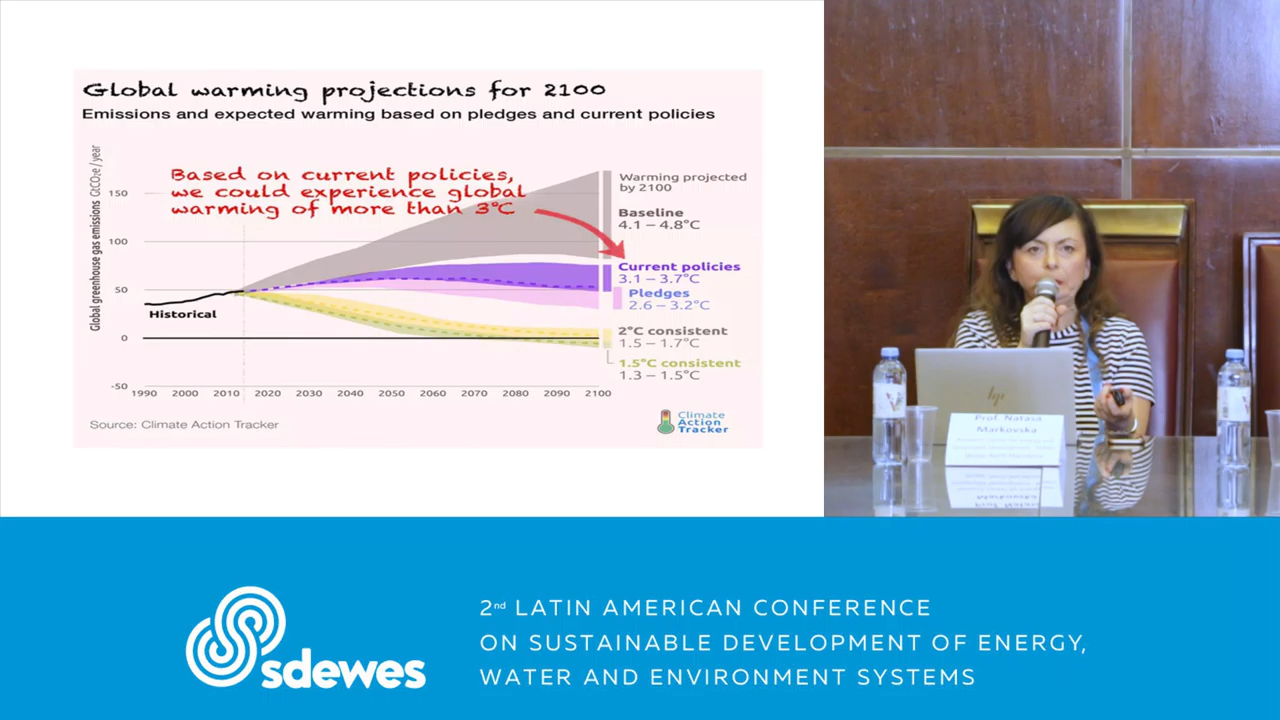 Global warming projections for 2100
Emissions and expected warming based on pledges and current policies
Global greenhouse gas emissions GtCO2e / year
Based on current policies,
we could experience global
warming of more than 3°C
150
100
50
0
-50
Historical
1990 2000 2010 2020 2030 2040 2050 2060 2070 2080 2090 2100
Warming projected
by 2100
Baseline
4.1 – 4.8°C
Current policies
3.1 – 3.7°C
Pledges
2.6 – 3.2°C
2°C consistent
1.5 – 1.7°C
1.5°C consistent
1.3 – 1.5°C
Source: Climate Action Tracker
Climate
Action
Tracker
hp
Prof. Natasa
Markovska
sdewes
2nd LATIN AMERICAN CONFERENCE
ON SUSTAINABLE DEVELOPMENT OF ENERGY,
WATER AND ENVIRONMENT SYSTEMS